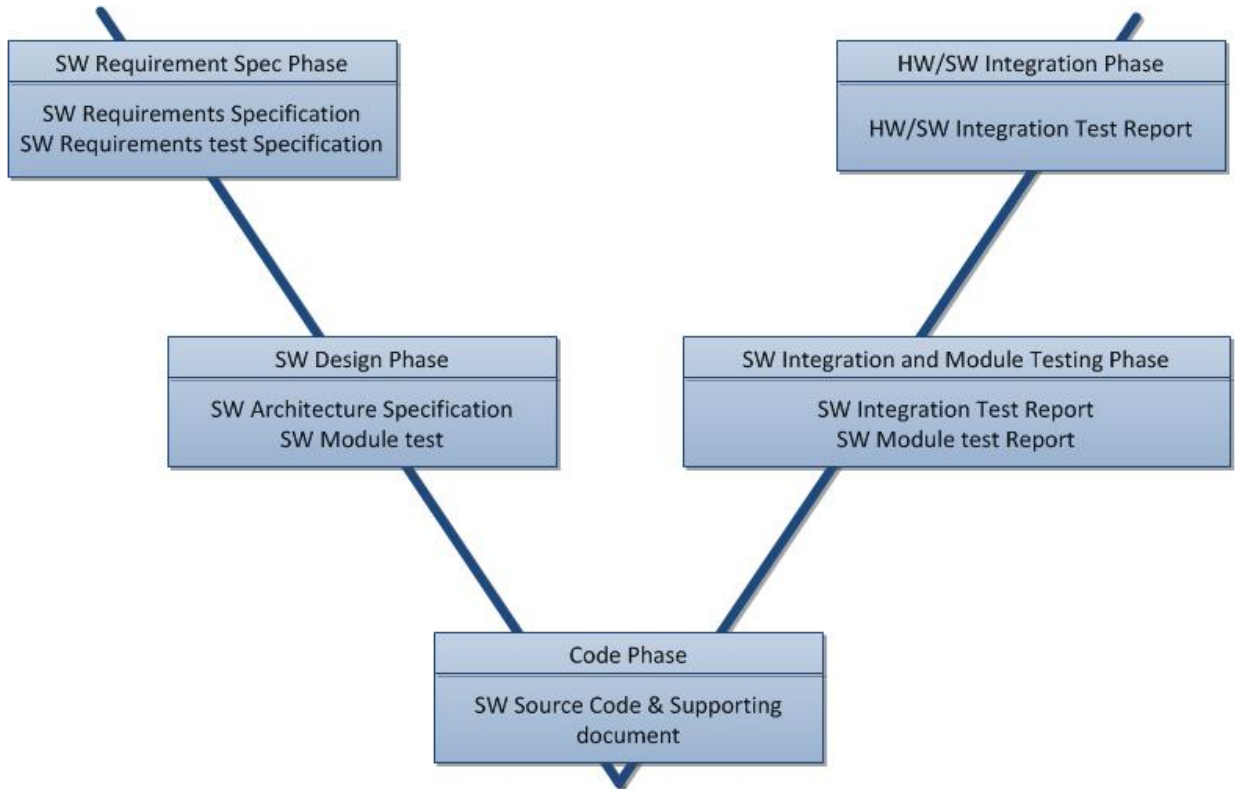 SW Requirement Spec Phase
SW Requirements Specification
SW Requirements test Specification
HW/SW Integration Phase
HW/SW Integration Test Report
SW Design Phase
SW Architecture Specification
SW Module test
SW Integration and Module Testing Phase
SW Integration Test Report
SW Module test Report
Code Phase
SW Source Code & Supporting
document